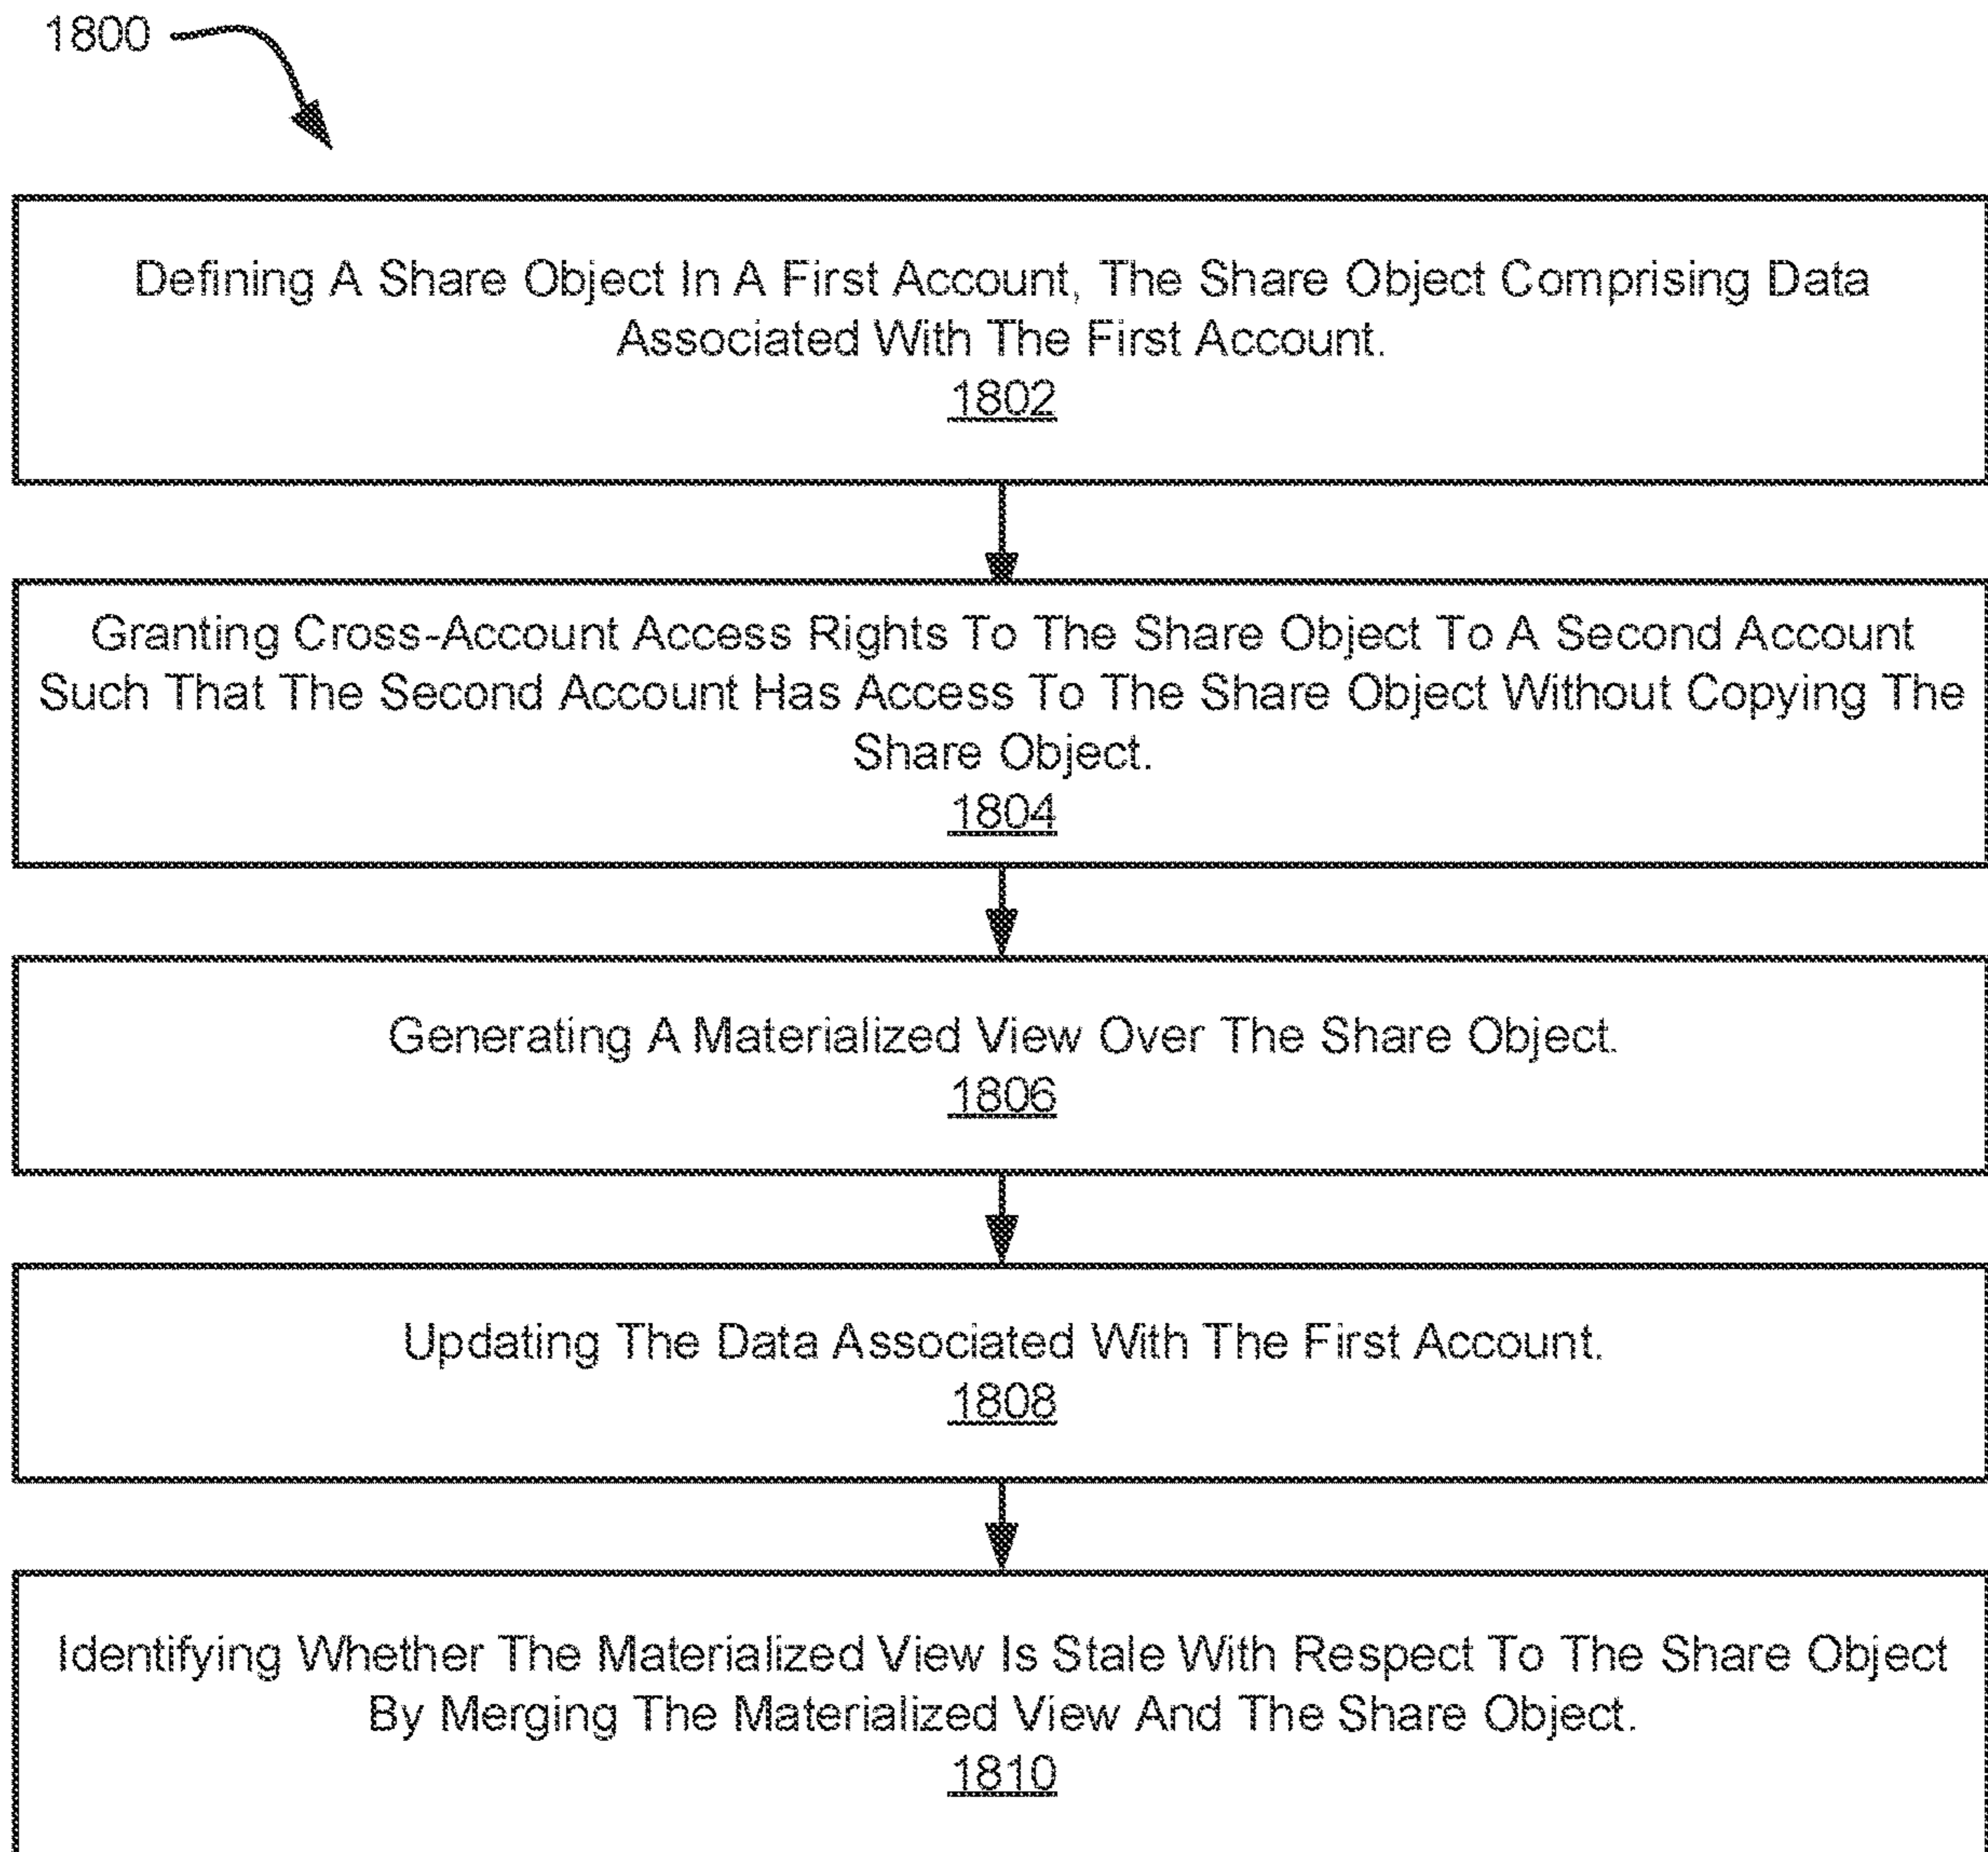 1800
Defining A Share Object In A First Account, The Share Object Comprising Data
Associated With The First Account.
1802
Granting Cross-Account Access Rights To The Share Object To A Second Account
Such That The Second Account Has Access To The Share Object Without Copying The
Share Object.
1804
Generating A Materialized View Over The Share Object.
1806
Updating The Data Associated With The First Account.
1808
Identifying Whether The Materialized View Is Stale With Respect To The Share Object
By Merging The Materialized View And The Share Object.
1810